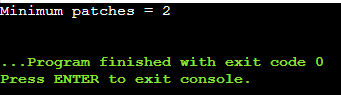 Minimum patches = 2
...Program finished with exit code 0
Press ENTER to exit console.